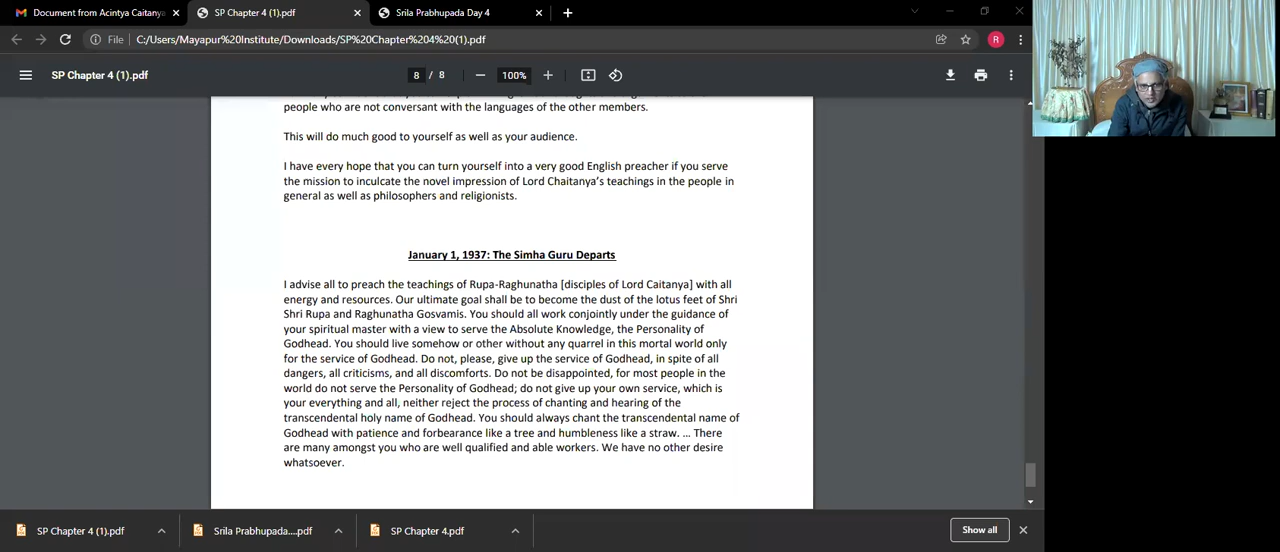 Document from Acintya Caitanya
SP Chapter 4 (1).pdf
Srila Prabhupada Day 4
File
C:/Users/Mayapur%20Institute/Downloads/SP%20Chapter%204%20(1).pdf
R
SP Chapter 4 (1).pdf
8 / 8
100%
people who are not conversant with the languages of the other members.
This will do much good to yourself as well as your audience.
I have every hope that you can turn yourself into a very good English preacher if you serve
the mission to inculcate the novel impression of Lord Chaitanya's teachings in the people in
general as well as philosophers and religionists.
January 1, 1937: The Simha Guru Departs
I advise all to preach the teachings of Rupa-Raghunatha [disciples of Lord Caitanya] with all
energy and resources. Our ultimate goal shall be to become the dust of the lotus feet of Shri
Shri Rupa and Raghunatha Gosvamis. You should all work conjointly under the guidance of
your spiritual master with a view to serve the Absolute Knowledge, the Personality of
Godhead. You should live somehow or other without any quarrel in this mortal world only
for the service of Godhead. Do not, please, give up the service of Godhead, in spite of all
dangers, all criticisms, and all discomforts. Do not be disappointed, for most people in the
world do not serve the Personality of Godhead; do not give up your own service, which is
your everything and all, neither reject the process of chanting and hearing of the
transcendental holy name of Godhead. You should always chant the transcendental name of
Godhead with patience and forbearance like a tree and humbleness like a straw. … There
are many amongst you who are well qualified and able workers. We have no other desire
whatsoever.
SP Chapter 4 (1).pdf
Srila Prabhupada....pdf
SP Chapter 4.pdf
Show all